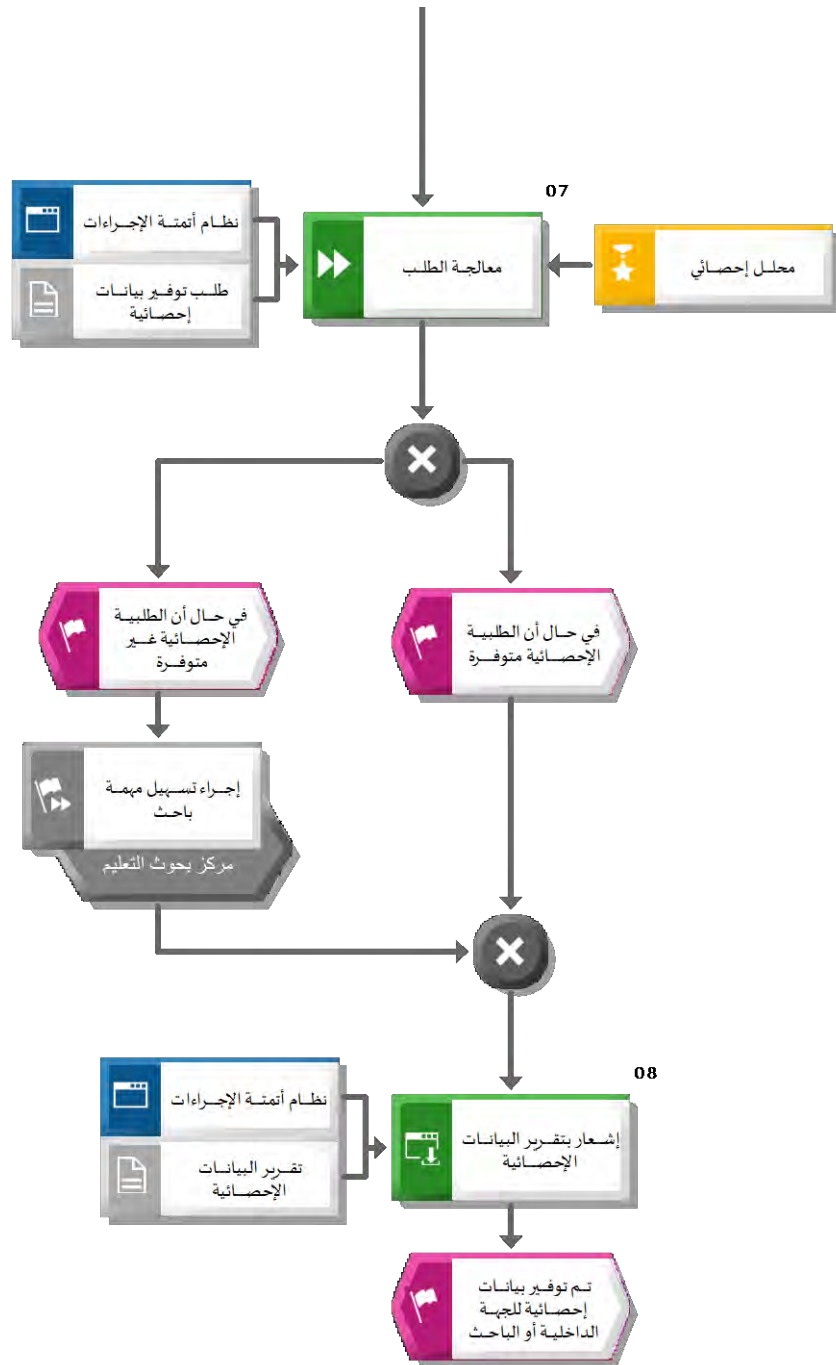 07
محلل إحصائي
معالجة الطلب
نظام أتمتة الإجراءات
طلب توفير بيانات
إحصائية
في حال أن الطلبية
الإحصائية متوفرة
في حال أن الطلبية
الإحصائية غير
متوفرة
إجراء تسهيل مهمة
باحث
مركز بحوث التعليم
08
إشعار بتقرير البيانات
الإحصائية
نظام أتمتة الإجراءات
تقرير البيانات
الإحصائية
تم توفير بيانات
إحصائية للجهة
الداخلية أو الباحث